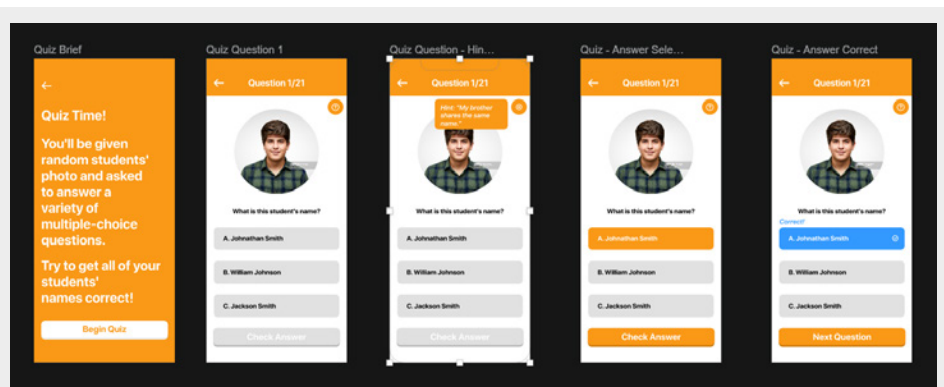 Quiz Brief
Quiz Question 1
Quiz Question - Hin...
Quiz - Answer Sele...
Quiz - Answer Correct
←
Quiz Time!
You'll be given
random students'
photo and asked
to answer a
variety of
multiple-choice
questions.
Try to get all of your
students'
names correct!
Begin Quiz
← Question 1/21
?
What is this student's name?
A. Johnathan Smith
B. William Johnson
C. Jackson Smith
Check Answer
← Question 1/21
Hint: "My brother
shares the same
name."
What is this student's name?
A. Johnathan Smith
B. William Johnson
C. Jackson Smith
Check Answer
← Question 1/21
?
What is this student's name?
A. Johnathan Smith
B. William Johnson
C. Jackson Smith
Check Answer
← Question 1/21
?
What is this student's name?
Correct!
A. Johnathan Smith
B. William Johnson
C. Jackson Smith
Next Question